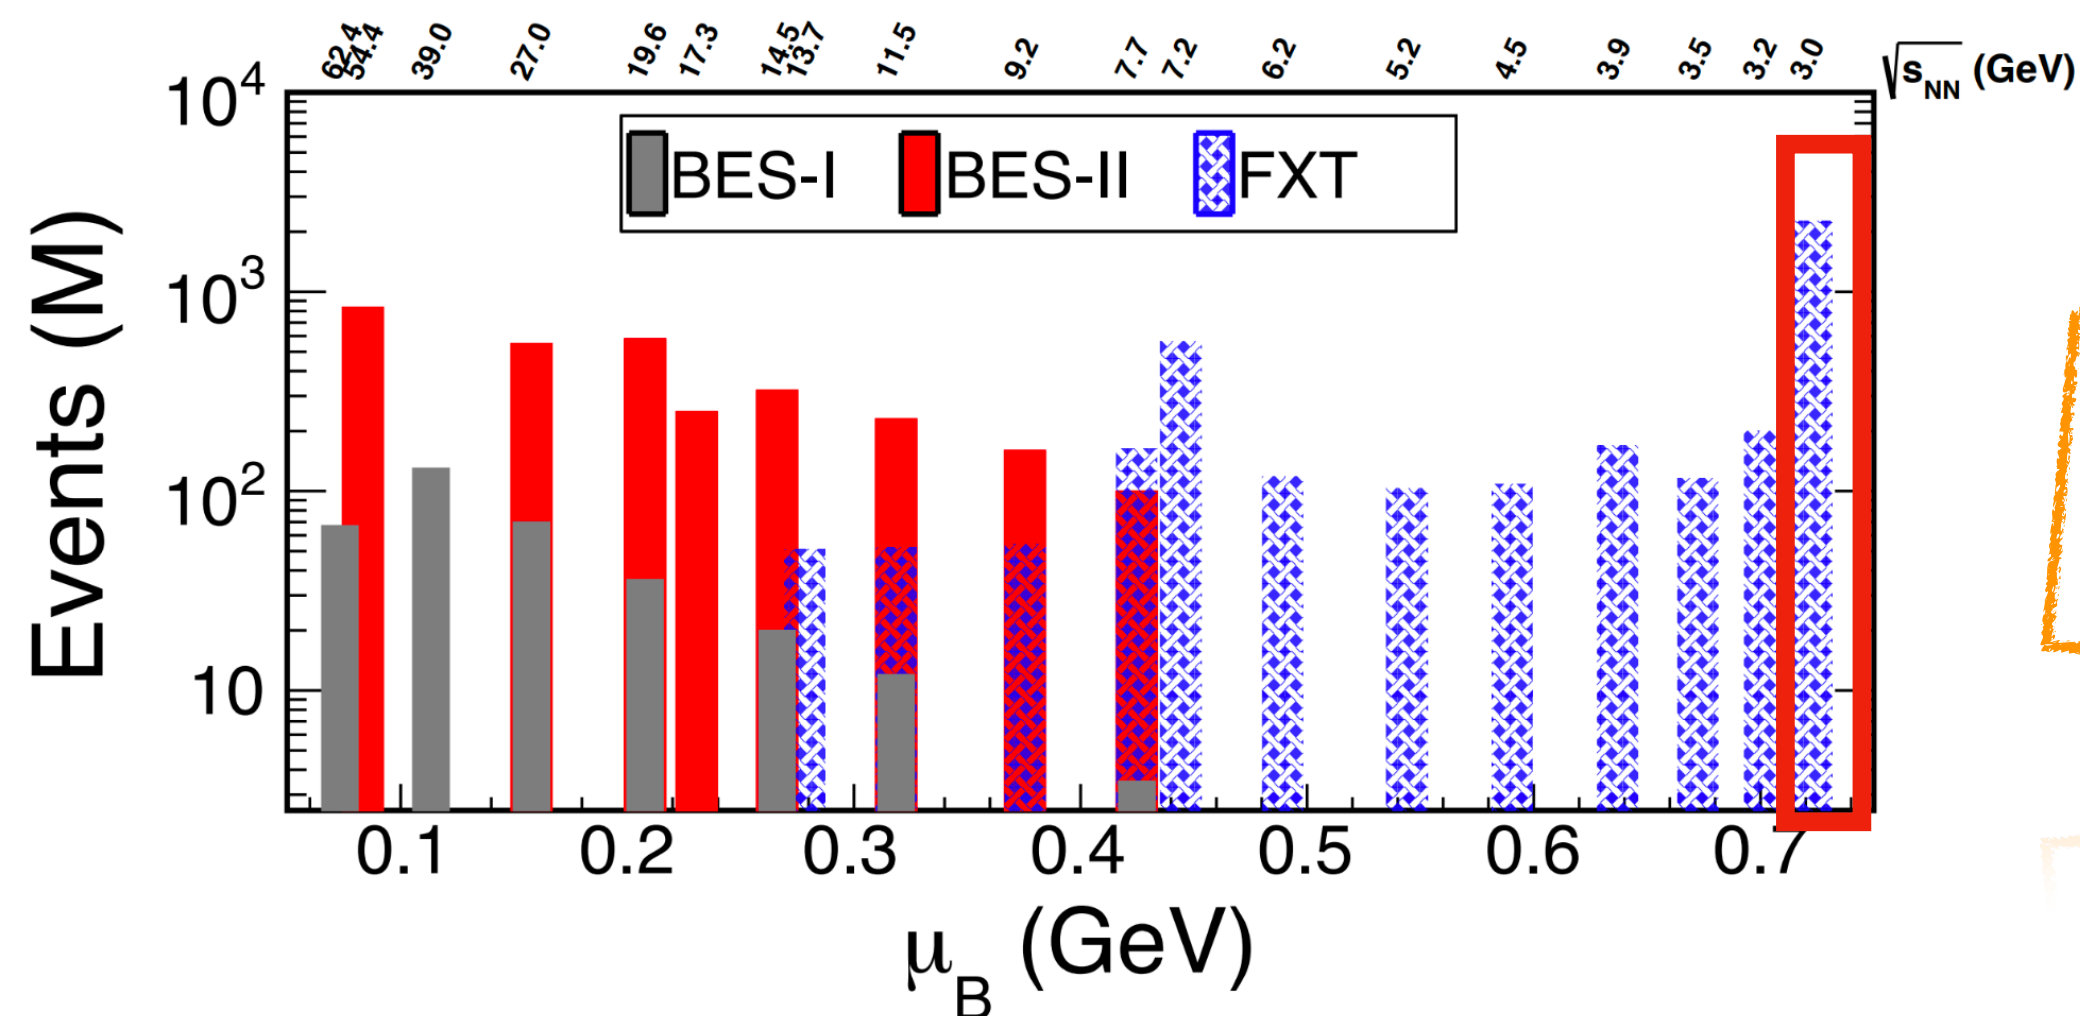 62.4 54.4 39.0 27.0 19.6 17.3 14.5 13.7 11.5 9.2 7.7 7.2 6.2 5.2 4.5 3.9 3.5 3.2 3.0 √s_NN (GeV)
10⁴
BES-I BES-II FXT
10³
Events (M)
10²
10
0.1 0.2 0.3 0.4 0.5 0.6 0.7
μ_B (GeV)